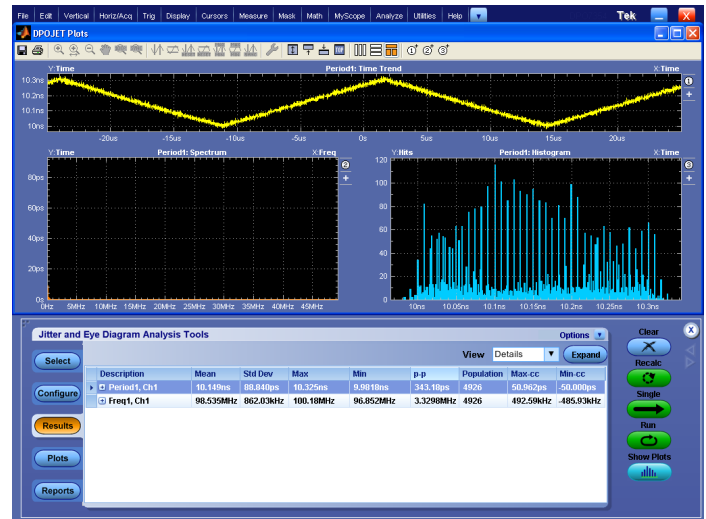 File Edit Vertical Horiz/Acq Trig Display Cursors Measure Mask Math MyScope Analyze Utilities Help Tek
DPOJET Plots
Y:Time Period1: Time Trend X:Time
10.3ns
10.2ns
10.1ns
10ns
-20us -15us -10us -5us 0s 5us 10us 15us 20us
1
Y:Time Period1: Spectrum X:Freq
80ps
60ps
40ps
20ps
0s
0Hz 5MHz 10MHz 15MHz 20MHz 25MHz 30MHz 35MHz 40MHz 45MHz
2
Y:Hits Period1: Histogram X:Time
120
100
80
60
40
20
0
10ns 10.05ns 10.1ns 10.15ns 10.2ns 10.25ns 10.3ns
3
Jitter and Eye Diagram Analysis Tools Options
View Details Expand
Description Mean Std Dev Max Min p-p Population Max-cc Min-cc
Period1, Ch1 10.149ns 88.840ps 10.325ns 9.9818ns 343.18ps 4926 50.962ps -50.000ps
Freq1, Ch1 98.535MHz 862.03kHz 100.18MHz 96.852MHz 3.3298MHz 4926 492.59kHz -485.93kHz
Select
Configure
Results
Plots
Reports
Clear
Recalc
Single
Run
Show Plots